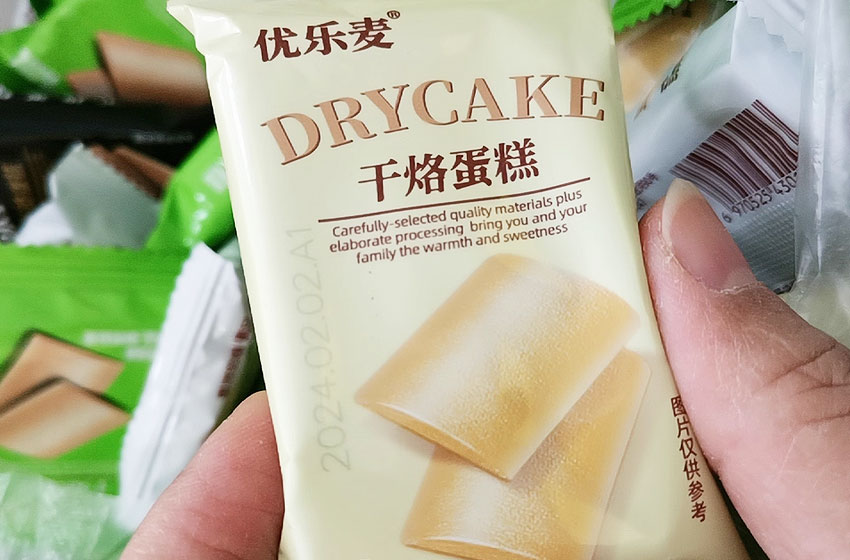 优乐麦®
DRYCAKE
干烙蛋糕
Carefully-selected quality materials plus
elaborate processing bring you and your
family the warmth and sweetness
2024.02.02.A1
图片仅供参考